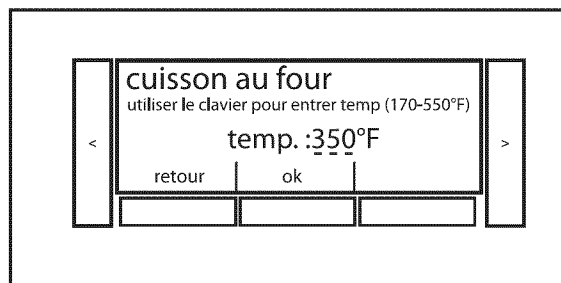 cuisson au four
utiliser le clavier pour entrer temp (170-550°F)
< temp. :350°F >
retour ok